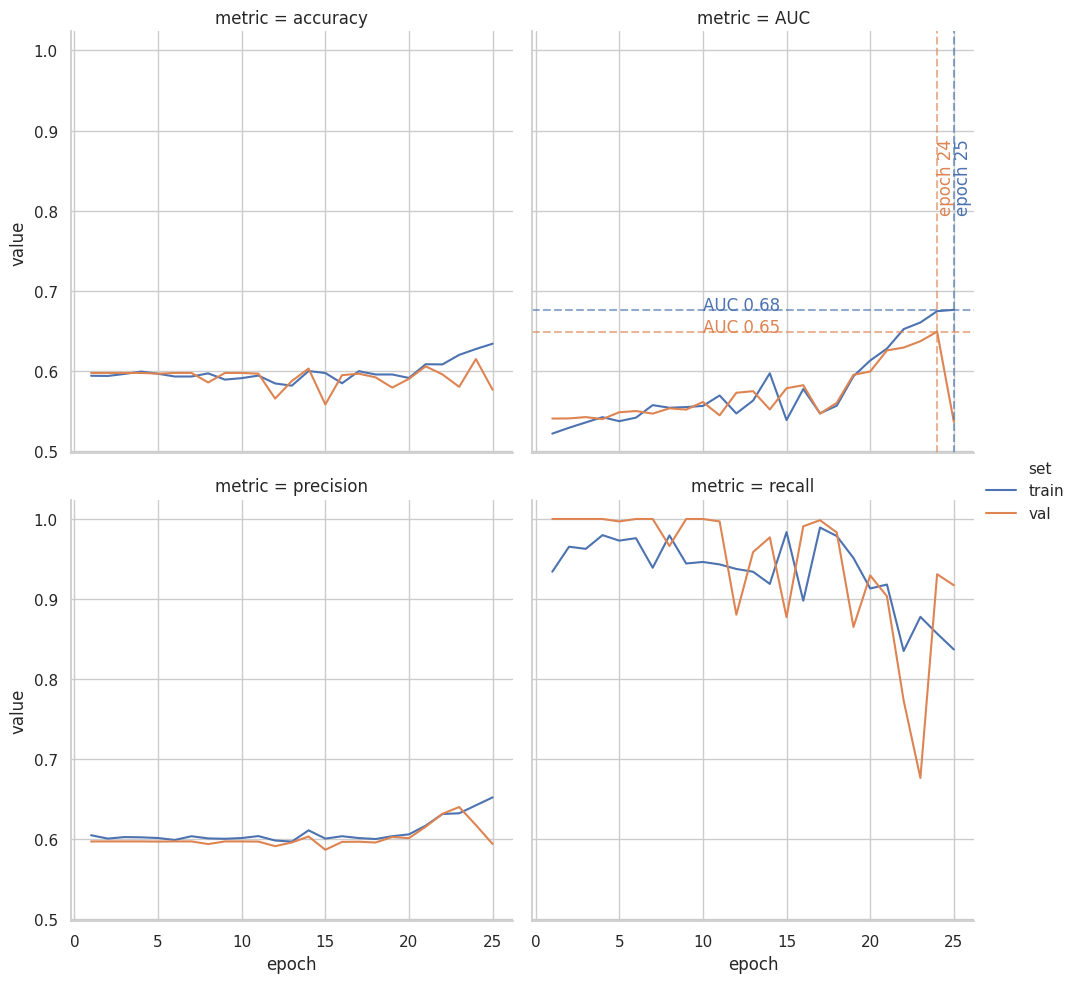 metric = accuracy
metric = AUC
1.0
0.9
0.8
0.7
0.6
0.5
value
0
5
10
15
20
25
0
5
10
15
20
25
epoch 24
epoch 25
AUC 0.68
AUC 0.65
set
train
val
metric = precision
metric = recall
1.0
0.9
0.8
0.7
0.6
0.5
value
epoch
epoch